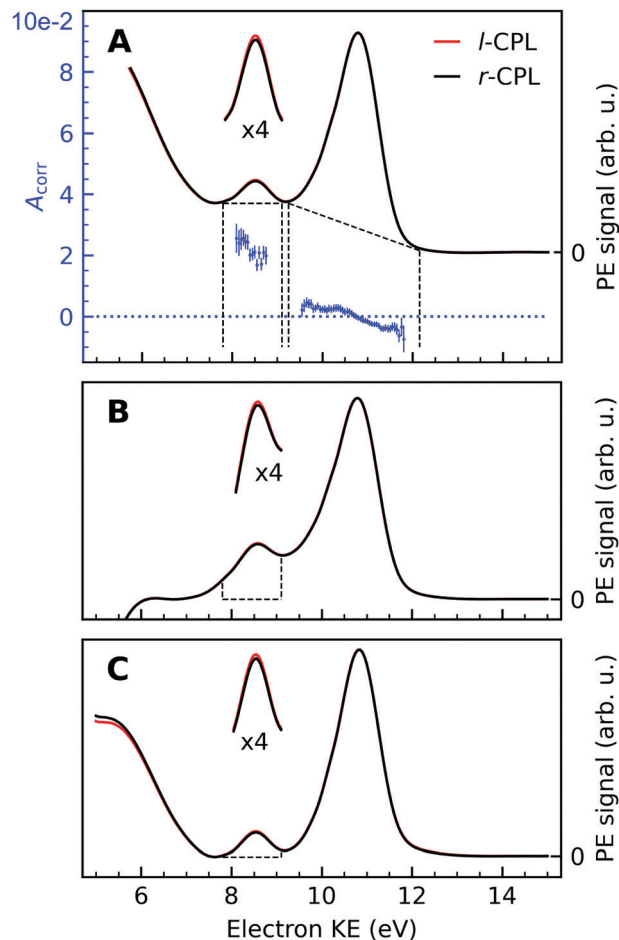 10e-2
A
l-CPL
r-CPL
8
x4
6
A_corr
4
2
0
0
PE signal (arb. u.)
B
x4
0
PE signal (arb. u.)
C
x4
0
PE signal (arb. u.)
6 8 10 12 14
Electron KE (eV)